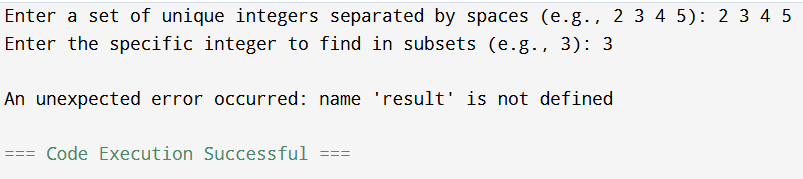 Enter a set of unique integers separated by spaces (e.g., 2 3 4 5): 2 3 4 5
Enter the specific integer to find in subsets (e.g., 3): 3
An unexpected error occurred: name 'result' is not defined
=== Code Execution Successful ===